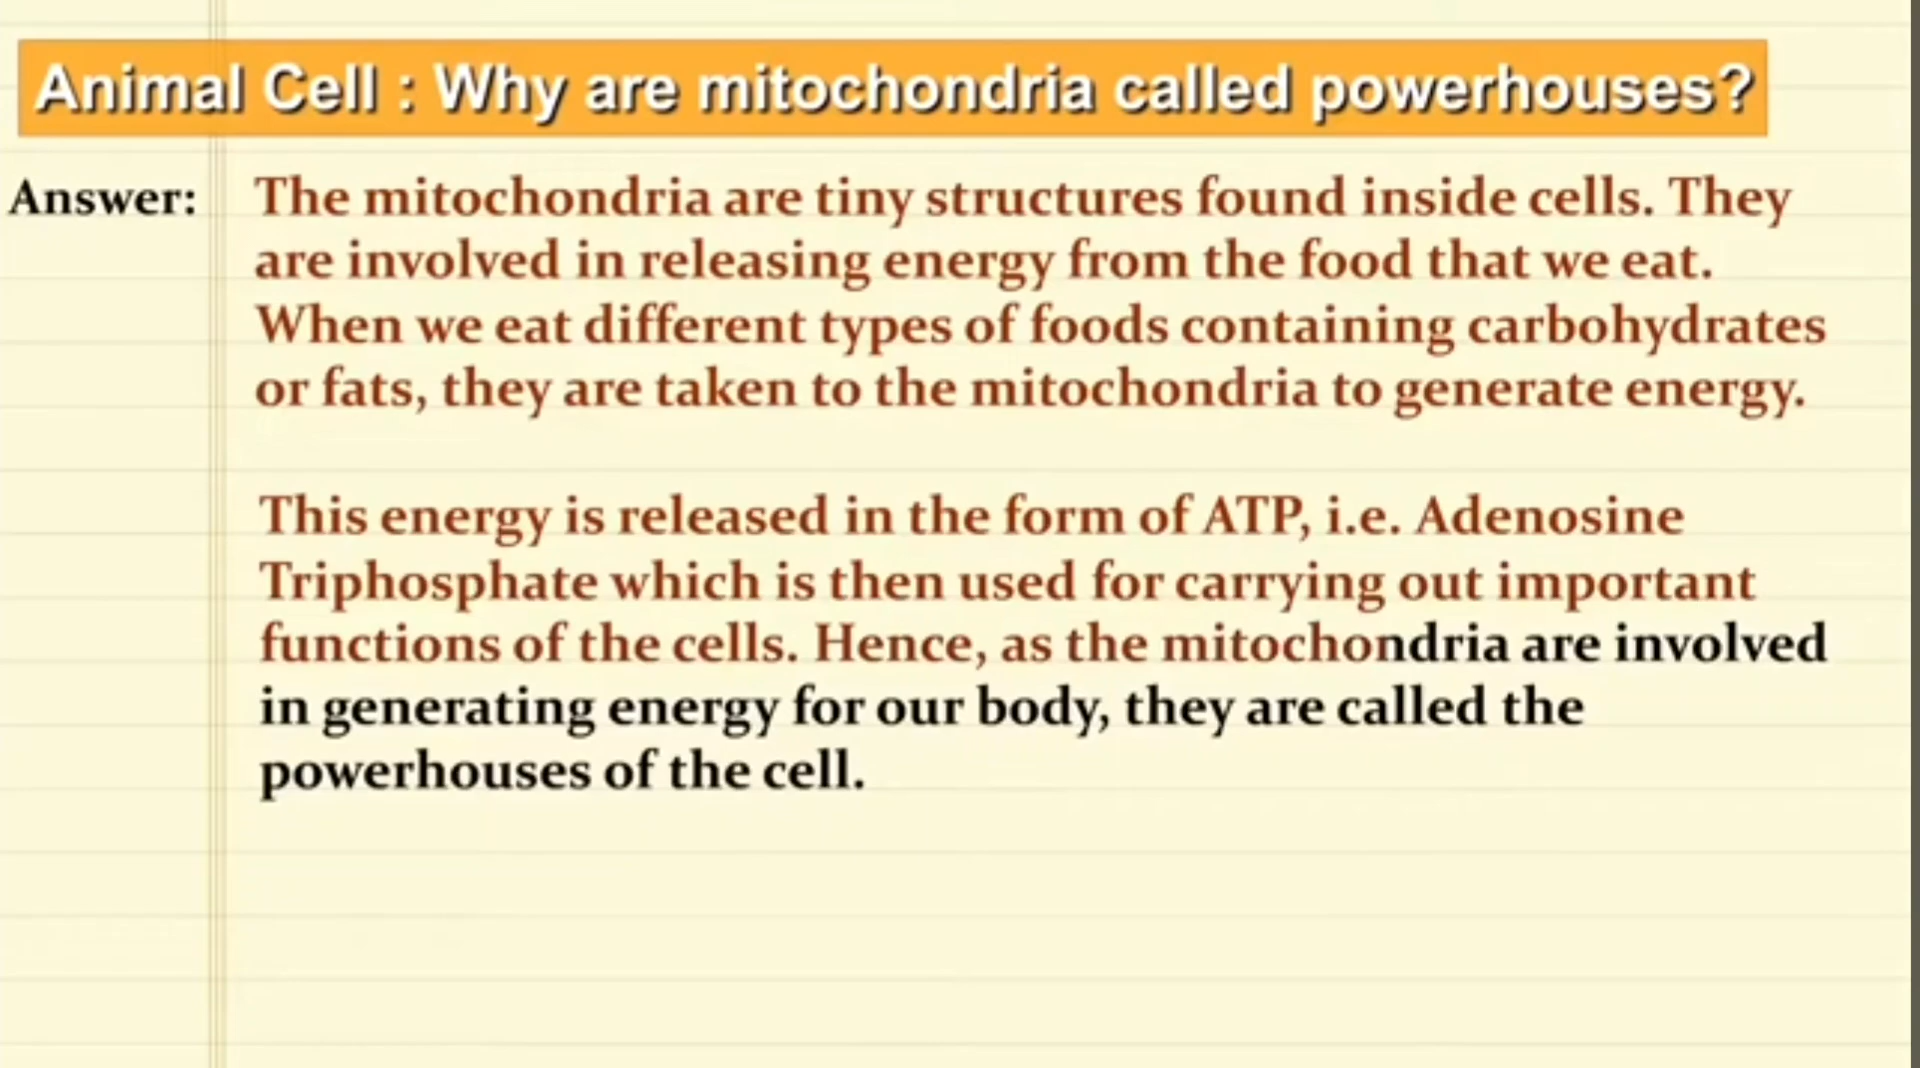 Animal Cell : Why are mitochondria called powerhouses?
Answer: The mitochondria are tiny structures found inside cells. They
are involved in releasing energy from the food that we eat.
When we eat different types of foods containing carbohydrates
or fats, they are taken to the mitochondria to generate energy.
This energy is released in the form of ATP, i.e. Adenosine
Triphosphate which is then used for carrying out important
functions of the cells. Hence, as the mitochondria are involved
in generating energy for our body, they are called the
powerhouses of the cell.